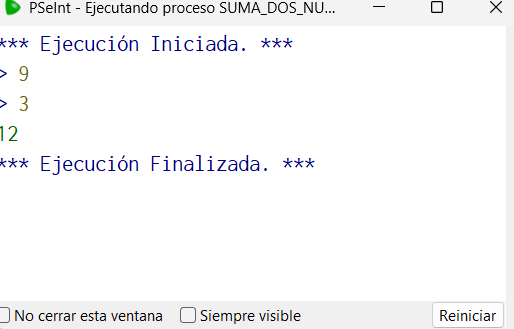 PSeInt - Ejecutando proceso SUMA_DOS_NU...
*** Ejecución Iniciada. ***
> 9
> 3
12
*** Ejecución Finalizada. ***
No cerrar esta ventana Siempre visible Reiniciar